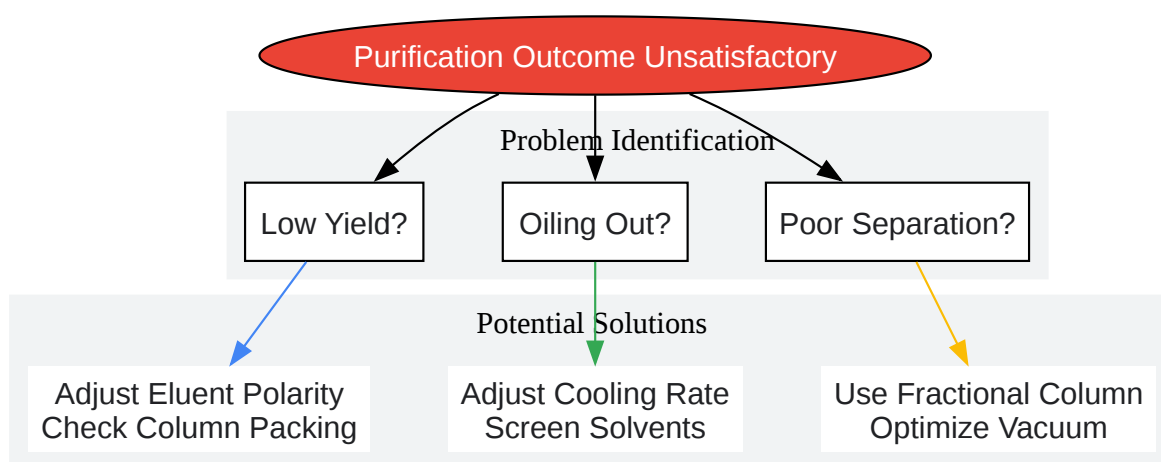 Purification Outcome Unsatisfactory
Problem Identification
Low Yield?
Oiling Out?
Poor Separation?
Potential Solutions
Adjust Eluent Polarity
Check Column Packing
Adjust Cooling Rate
Screen Solvents
Use Fractional Column
Optimize Vacuum